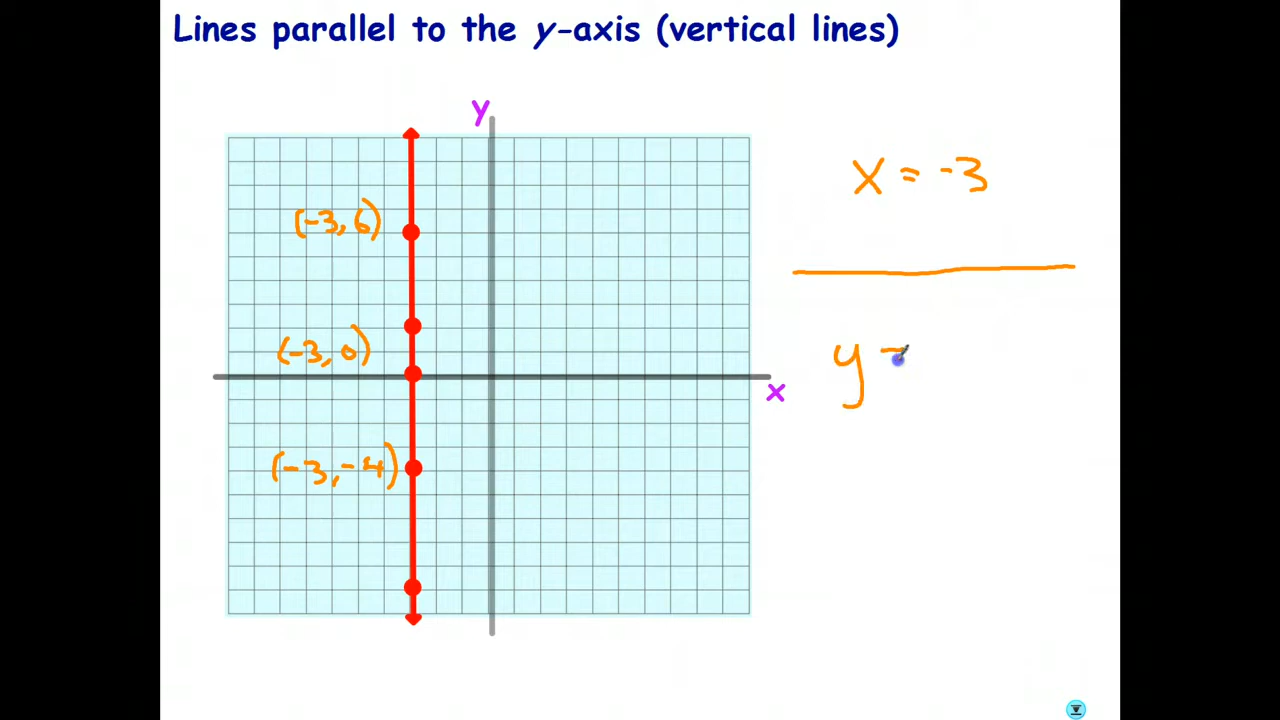 Lines parallel to the y-axis (vertical lines)
y
x = -3
(-3, 6)
(-3, 0)
y =
x
(-3, -4)